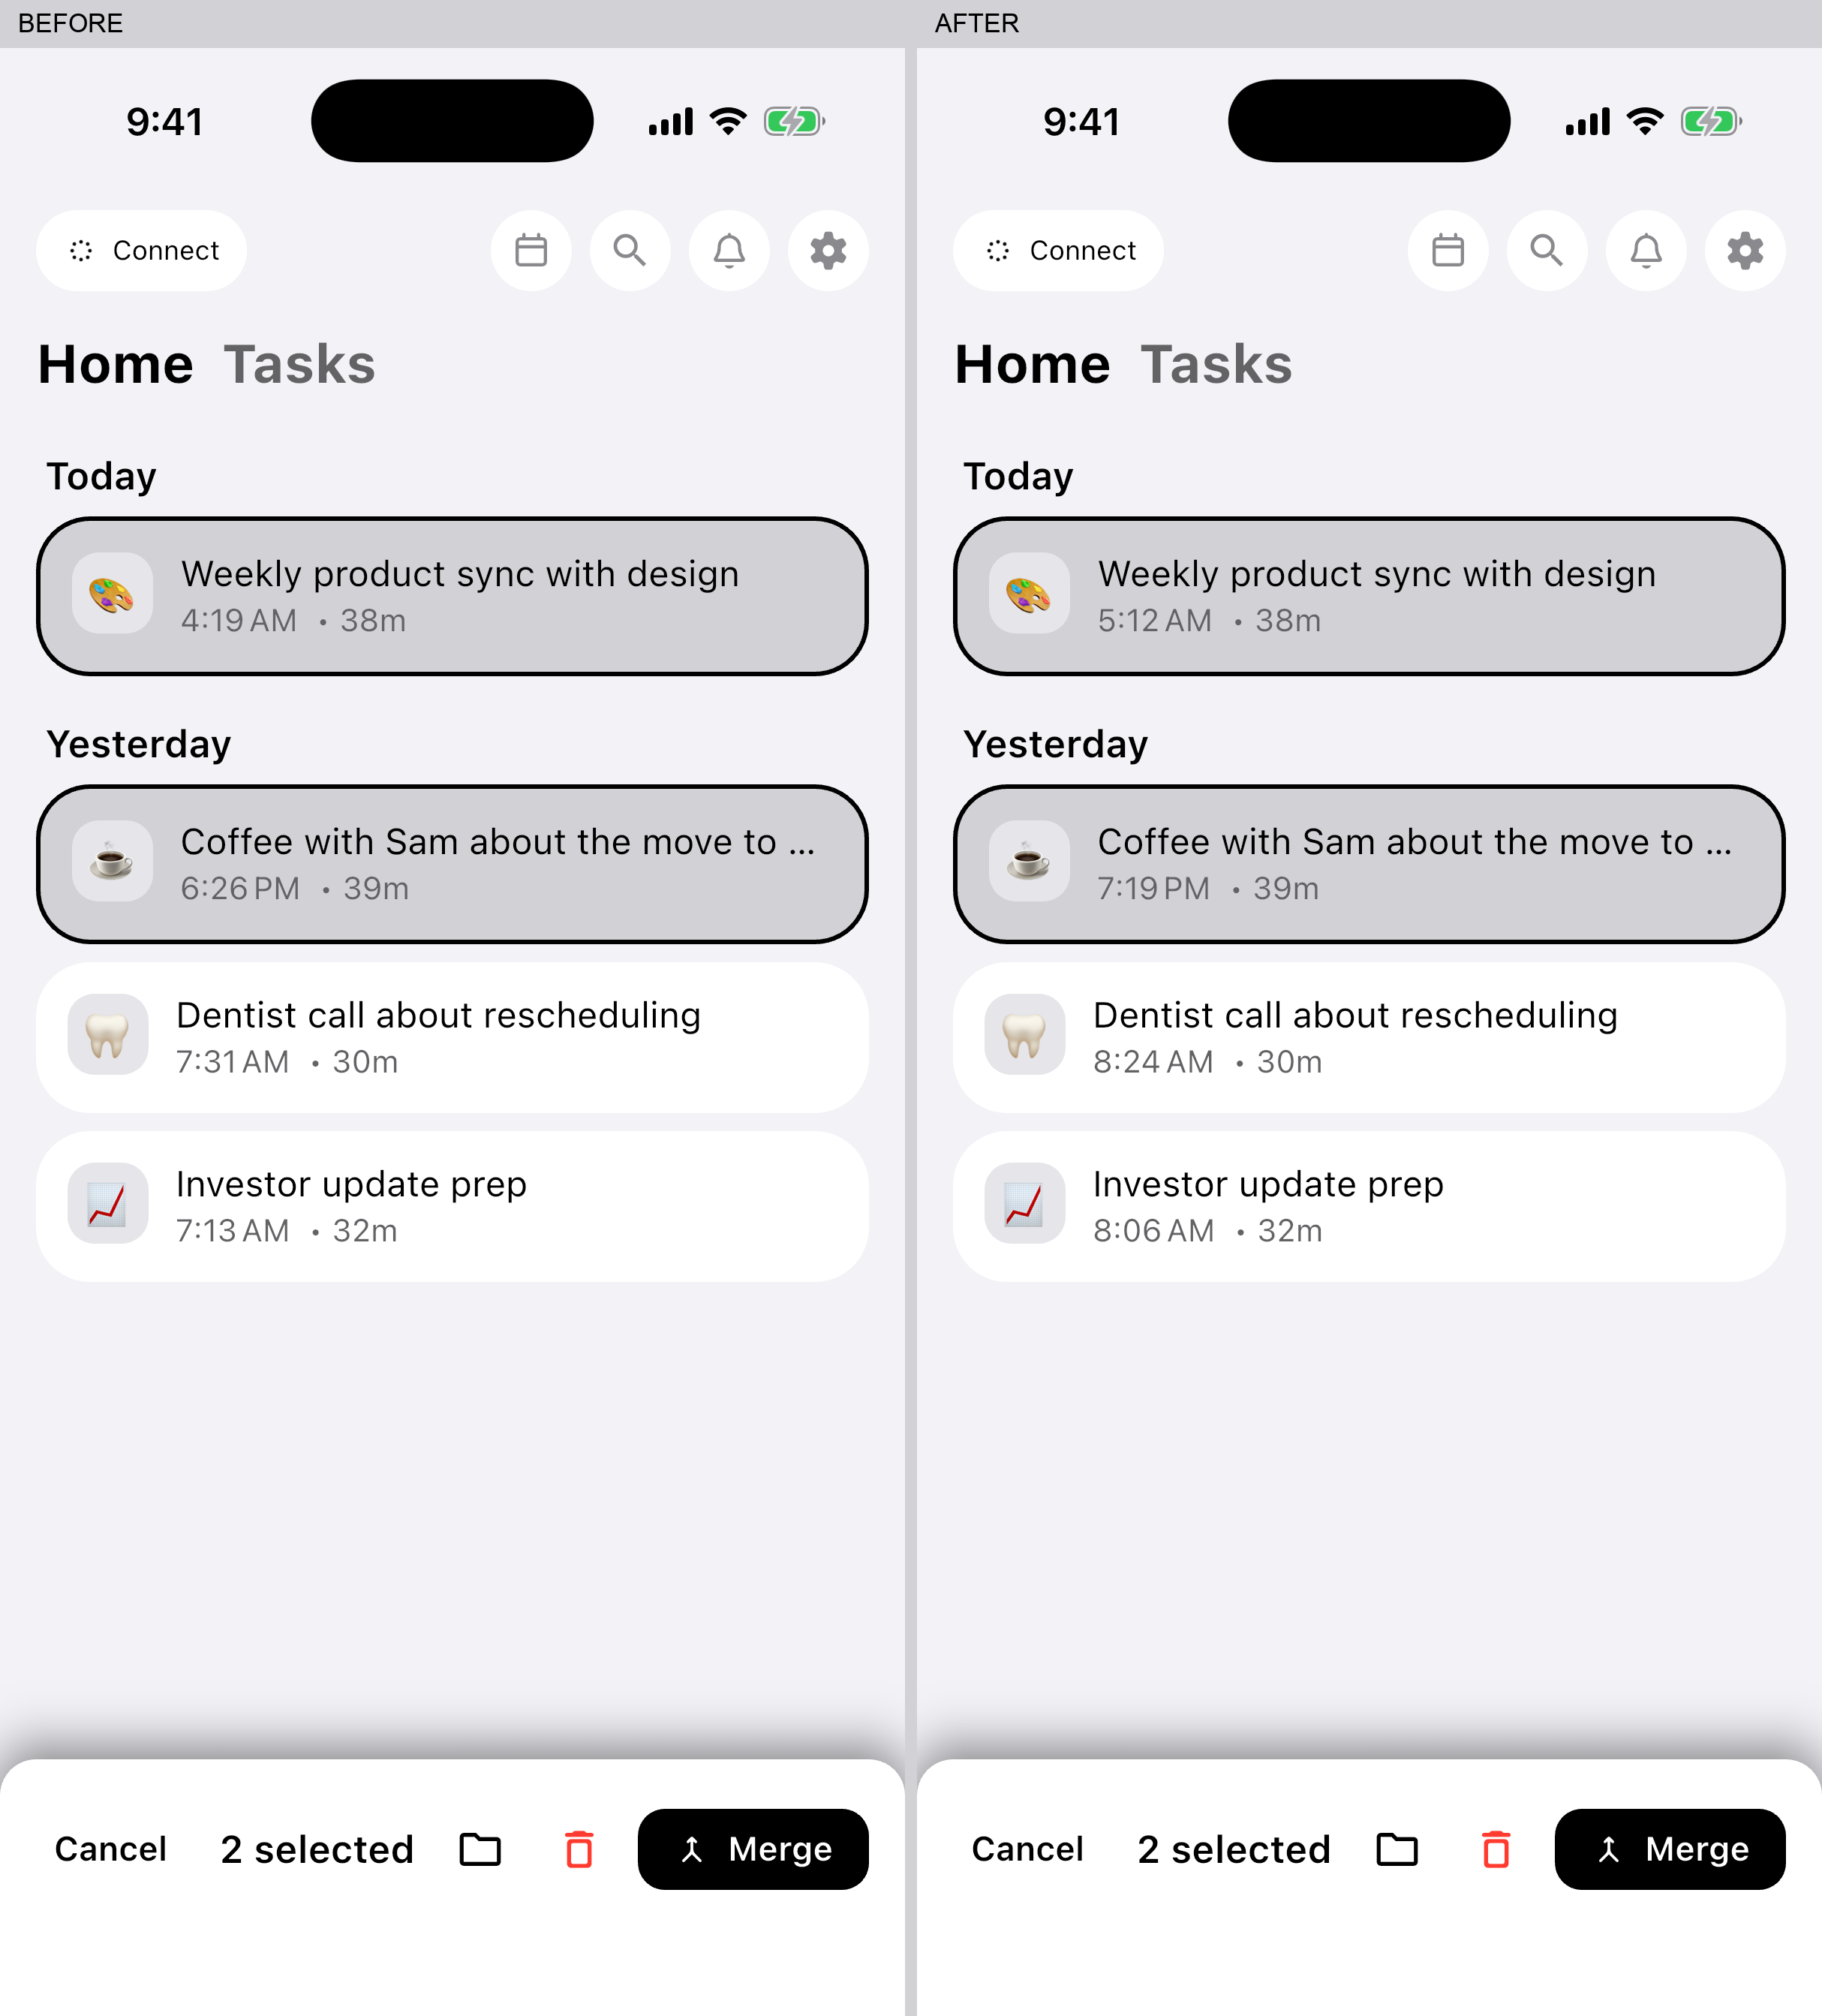 BEFORE
9:41
Connect
Home Tasks
Today
Weekly product sync with design
4:19 AM • 38m
Yesterday
Coffee with Sam about the move to ...
6:26 PM • 39m
Dentist call about rescheduling
7:31 AM • 30m
Investor update prep
7:13 AM • 32m
Cancel 2 selected Merge
AFTER
9:41
Connect
Home Tasks
Today
Weekly product sync with design
5:12 AM • 38m
Yesterday
Coffee with Sam about the move to ...
7:19 PM • 39m
Dentist call about rescheduling
8:24 AM • 30m
Investor update prep
8:06 AM • 32m
Cancel 2 selected Merge